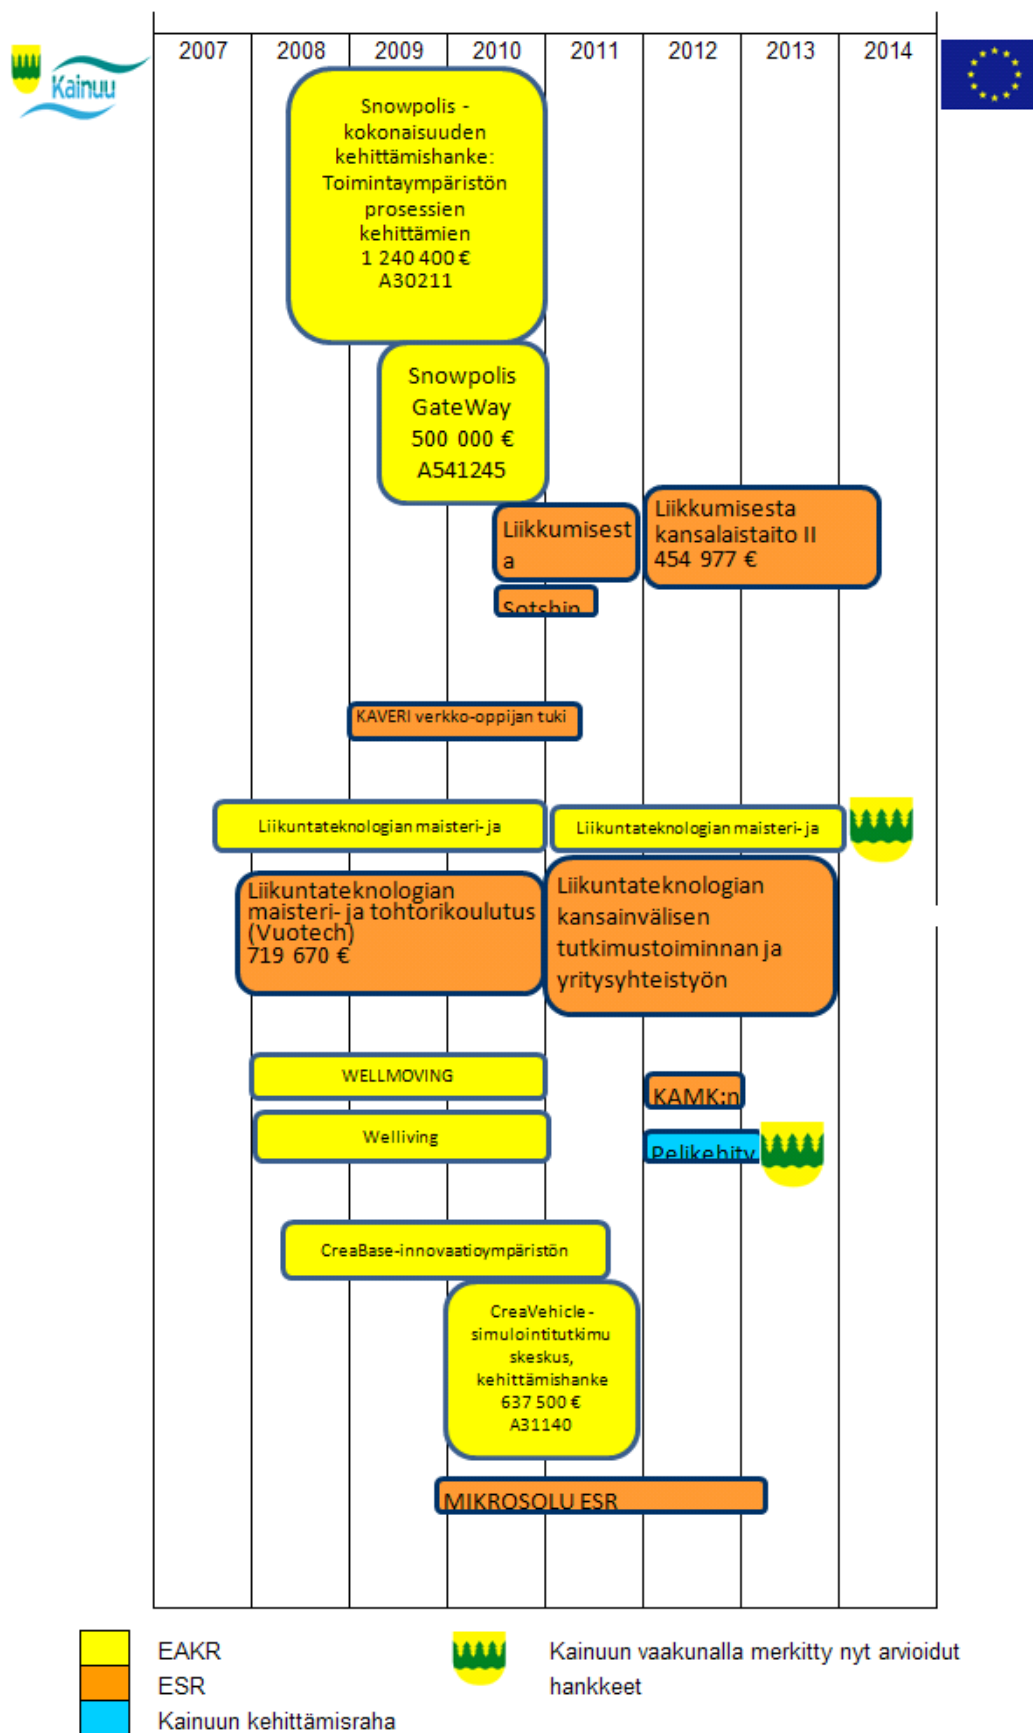 2007 2008 2009 2010 2011 2012 2013 2014
Kainuu
Snowpolis -
kokonaisuuden
kehittämishanke:
Toimintaympäristön
prosessien
kehittämien
1 240 400 €
A30211
Snowpolis
GateWay
500 000 €
A541245
Liikkumisest
a
Liikkumisesta
kansalaistaito II
454 977 €
Sotshin
KAVERI verkko-oppijan tuki
Liikuntateknologian maisteri- ja
Liikuntateknologian maisteri- ja
Liikuntateknologian
maisteri- ja tohtorikoulutus
(Vuotech)
719 670 €
Liikuntateknologian
kansainvälisen
tutkimustoiminnan ja
yritysyhteistyön
WELLMOVING
KAMK:n
Welliving
Pelikehity
CreaBase-innovaatioympäristön
CreaVehicle -
simulointitutkimu
skeskus,
kehittämishanke
637 500 €
A31140
MIKROSOLU ESR
EAKR
ESR
Kainuun kehittämisraha
Kainuun vaakunalla merkitty nyt arvioidut
hankkeet